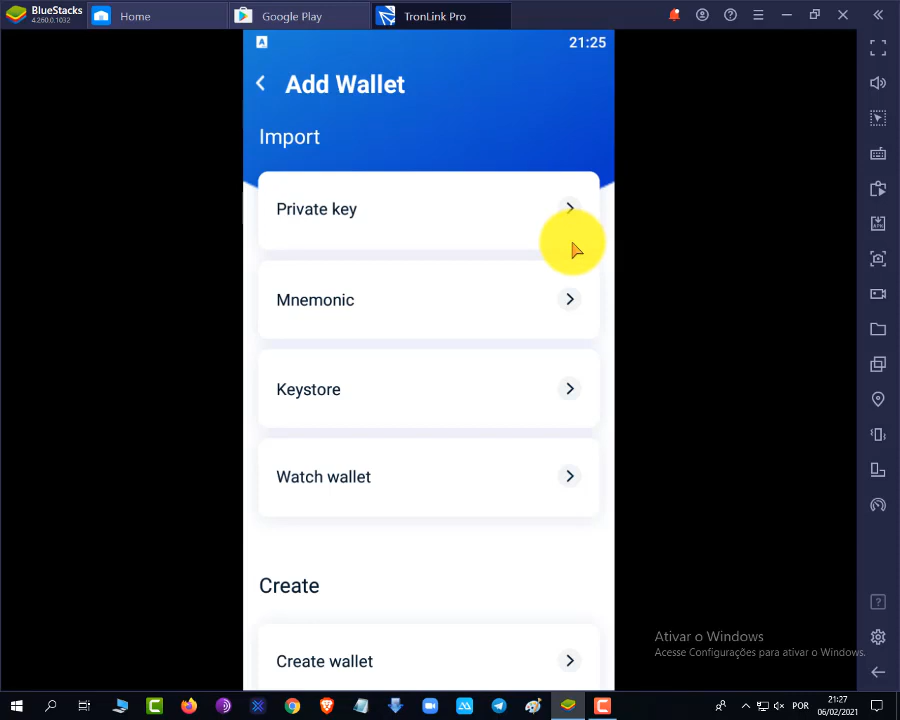 BlueStacks
4.260.0.1032
Home
Google Play
TronLink Pro
A
21:25
Add Wallet
Import
Private key
Mnemonic
Keystore
Watch wallet
Create
Create wallet
Ativar o Windows
Acesse Configurações para ativar o Windows.
POR
21:27
06/02/2021